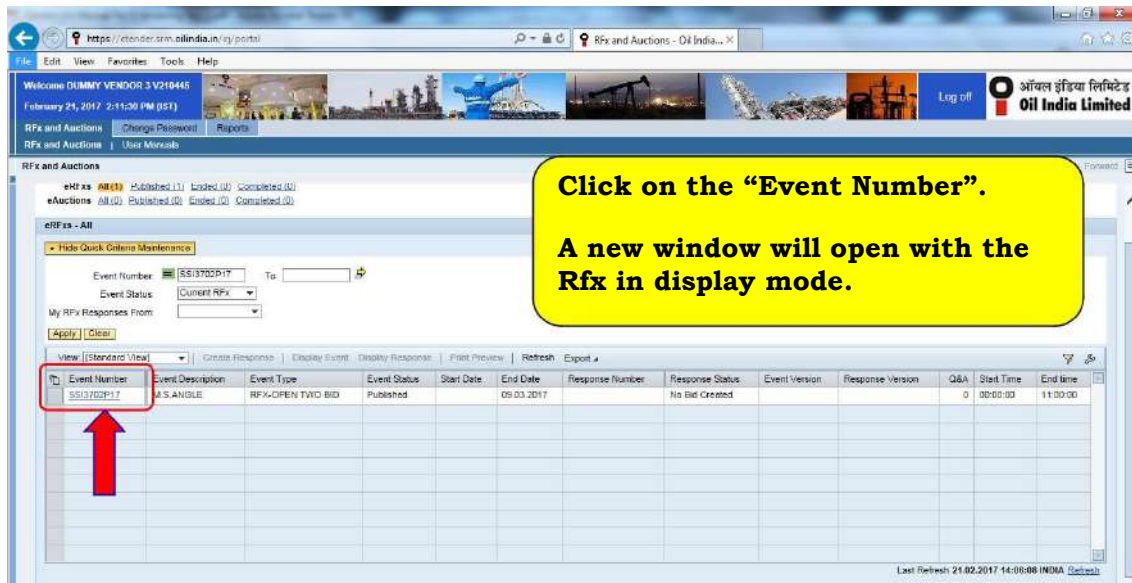 https://etender.srm.oilindia.in/irj/portal
RFx and Auctions - Oil India...
File Edit View Favorites Tools Help
Welcome DUMMY VENDOR 3 V210445
February 21, 2017 2:11:30 PM (IST)
Log off
ऑयल इंडिया लिमिटेड
Oil India Limited
RFx and Auctions Change Password Reports
RFx and Auctions | User Manuals
RFx and Auctions
Forward
eRFxs All(1) Published (1) Ended (0) Completed (0)
eAuctions All (0) Published (0) Ended (0) Completed (0)
Click on the “Event Number”.
A new window will open with the
Rfx in display mode.
eRFxs - All
Hide Quick Criteria Maintenance
Event Number: SSI3702P17 To
Event Status: Current RFx
My RFx Responses From:
Apply Clear
View: [Standard View] Create Response | Display Event Display Response | Print Preview | Refresh Export
Event Number Event Description Event Type Event Status Start Date End Date Response Number Response Status Event Version Response Version Q&A Start Time End time
SSI3702P17 M.S.ANGLE RFX-OPEN TWO BID Published 09.03.2017 No Bid Created 0 00:00:00 11:00:00
Last Refresh 21.02.2017 14:08:08 INDIA Refresh